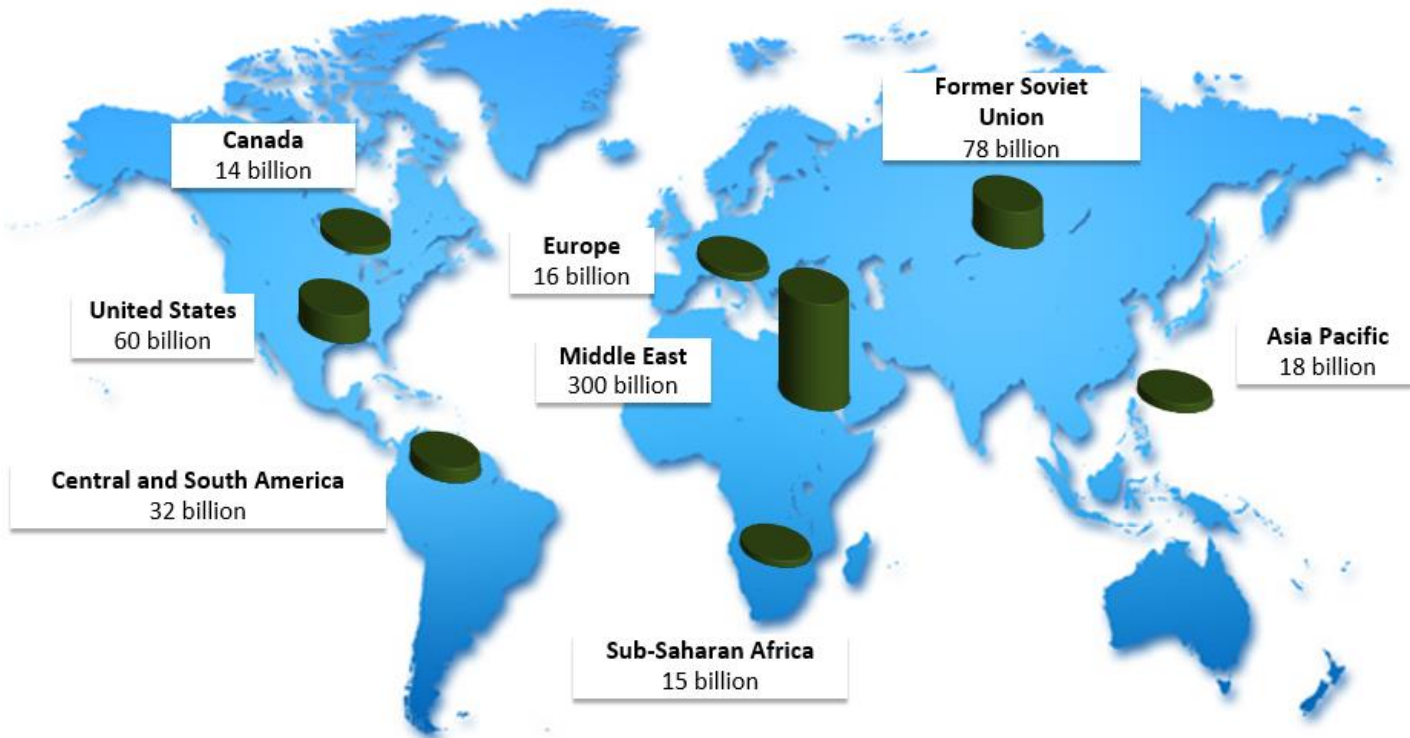 Former Soviet
Union
78 billion
Canada
14 billion
Europe
16 billion
United States
60 billion
Middle East
300 billion
Asia Pacific
18 billion
Central and South America
32 billion
Sub-Saharan Africa
15 billion